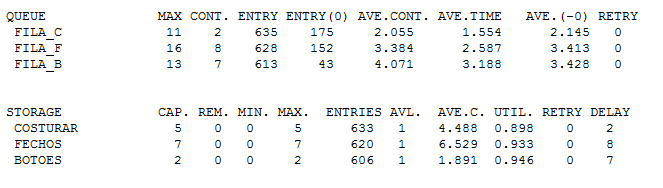 QUEUE MAX CONT. ENTRY ENTRY(0) AVE.CONT. AVE.TIME AVE.(-0) RETRY
FILA_C 11 2 635 175 2.055 1.554 2.145 0
FILA_F 16 8 628 152 3.384 2.587 3.413 0
FILA_B 13 7 613 43 4.071 3.188 3.428 0
STORAGE CAP. REM. MIN. MAX. ENTRIES AVL. AVE.C. UTIL. RETRY DELAY
COSTURAR 5 0 0 5 633 1 4.488 0.898 0 2
FECHOS 7 0 0 7 620 1 6.529 0.933 0 8
BOTOES 2 0 0 2 606 1 1.891 0.946 0 7